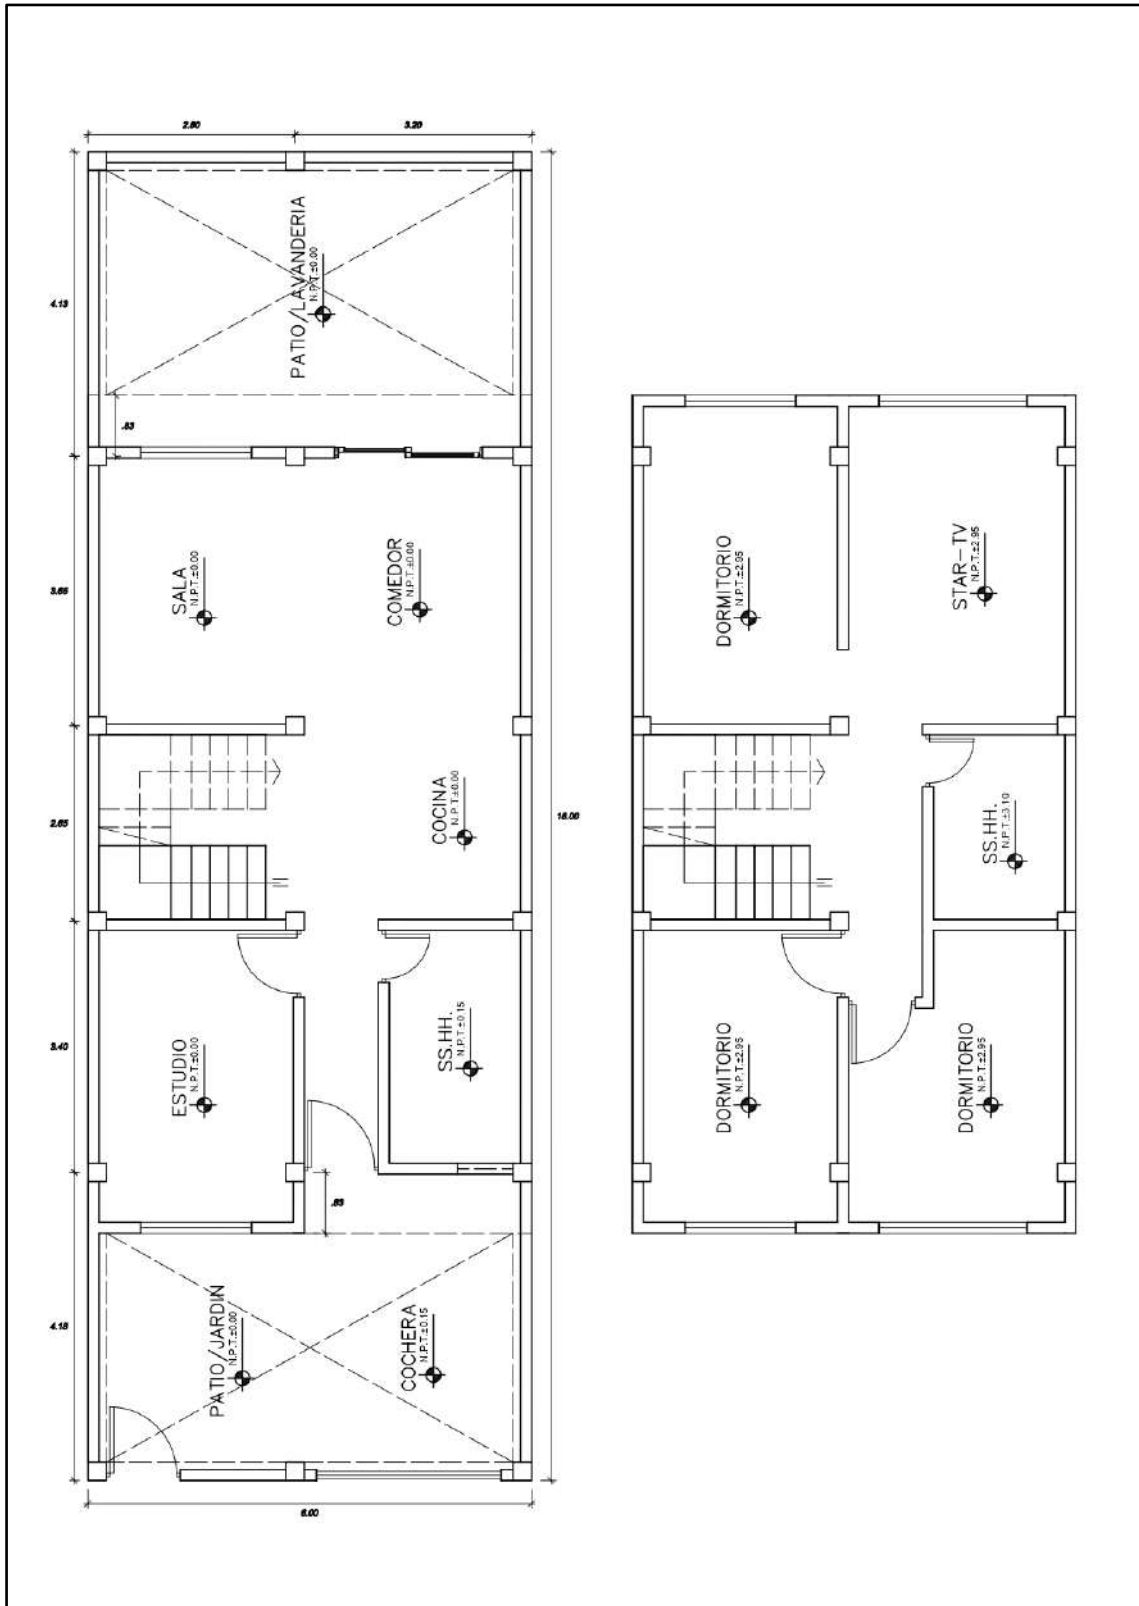 2.80
3.20
4.13
PATIO/LAVANDERIA
N.P.T.±0.00
.83
3.65
SALA
N.P.T.±0.00
COMEDOR
N.P.T.±0.00
2.65
COCINA
N.P.T.±0.00
18.00
3.40
ESTUDIO
N.P.T.±0.00
SS.HH.
N.P.T.±0.15
.83
4.18
PATIO/JARDIN
N.P.T.±0.00
COCHERA
N.P.T.±0.15
6.00
DORMITORIO
N.P.T.±2.95
STAR-TV
N.P.T.±2.95
SS.HH.
N.P.T.±3.10
DORMITORIO
N.P.T.±2.95
DORMITORIO
N.P.T.±2.95